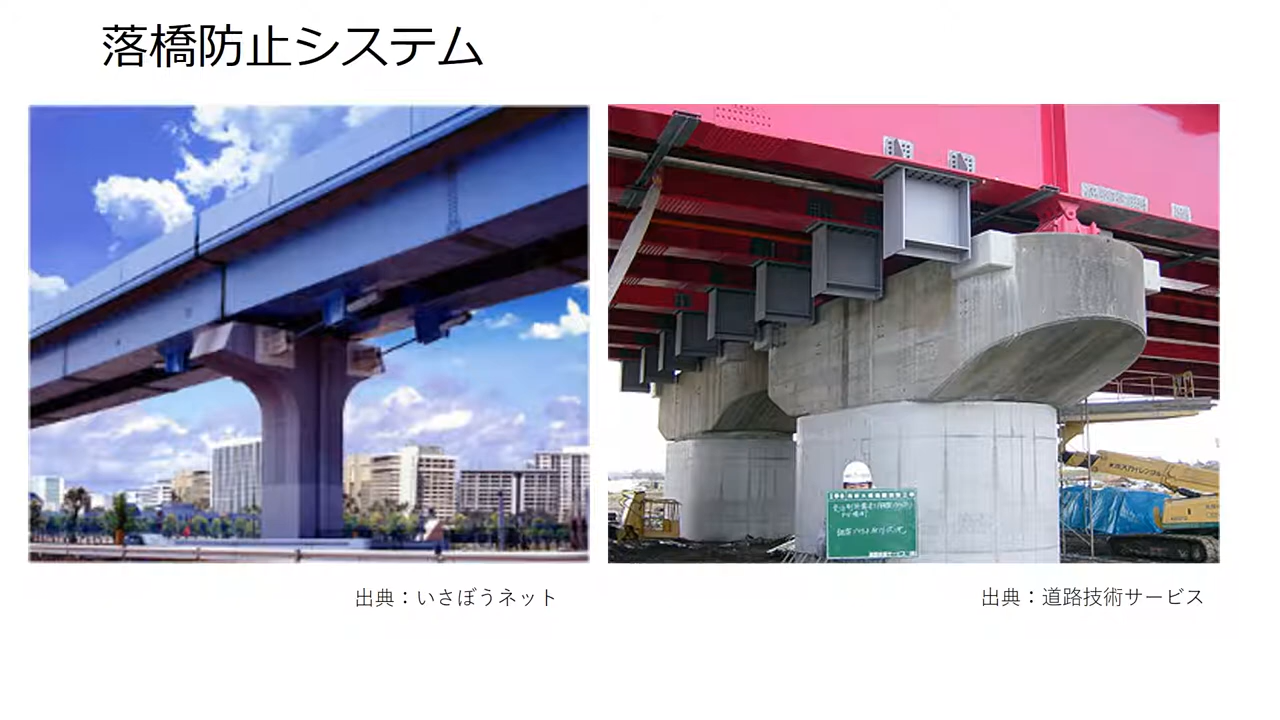 落橋防止システム
出典：いさぼうネット
出典：道路技術サービス